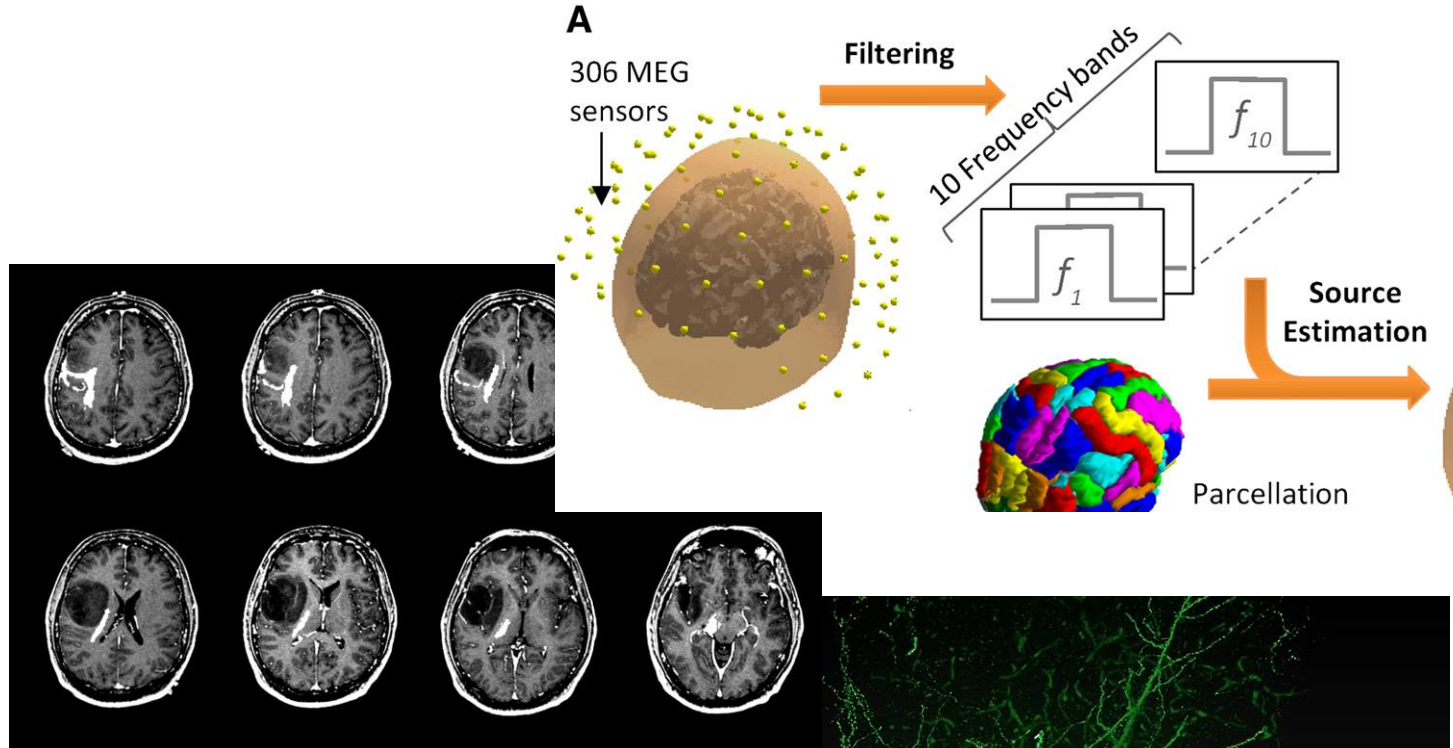 A
306 MEG
sensors
Filtering
10 Frequency bands
f10
f1
Source
Estimation
Parcellation